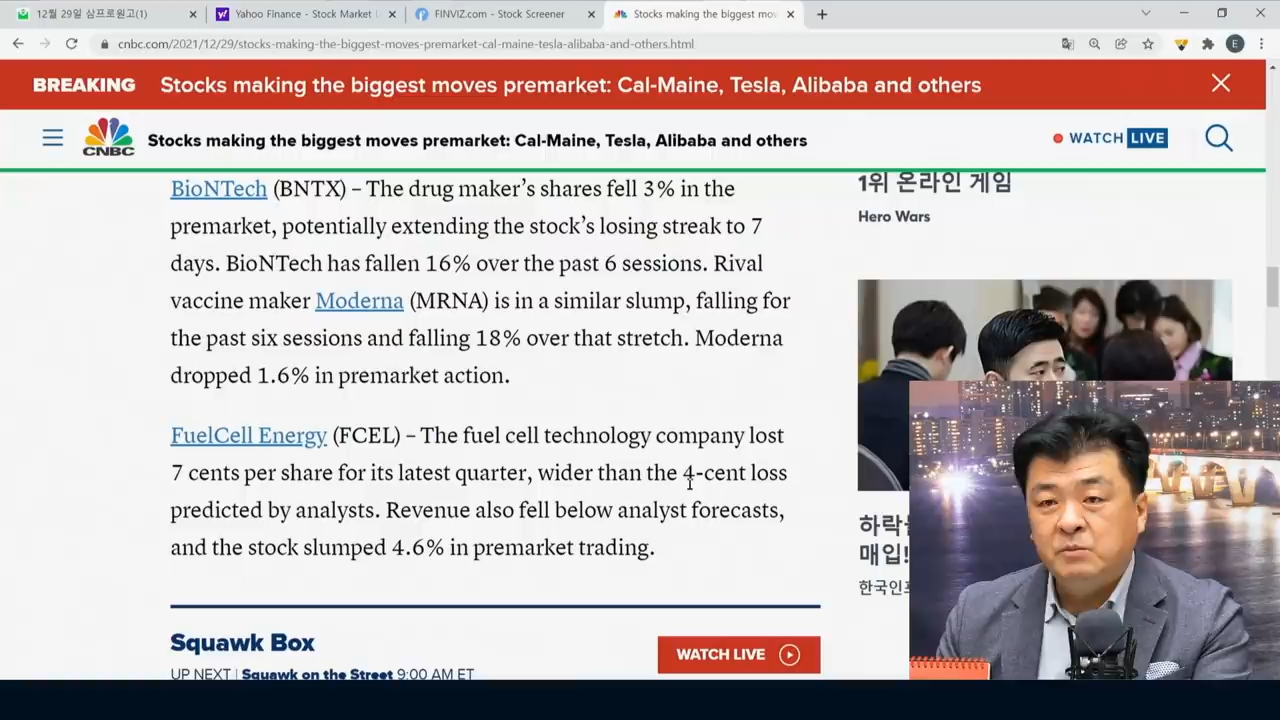 12월 29일 삼프로원고(1)
Yahoo Finance - Stock Market L
FINVIZ.com - Stock Screener
Stocks making the biggest mov
cnbc.com/2021/12/29/stocks-making-the-biggest-moves-premarket-cal-maine-tesla-alibaba-and-others.html
E
BREAKING Stocks making the biggest moves premarket: Cal-Maine, Tesla, Alibaba and others
CNBC
Stocks making the biggest moves premarket: Cal-Maine, Tesla, Alibaba and others
WATCH LIVE
BioNTech (BNTX) – The drug maker’s shares fell 3% in the
premarket, potentially extending the stock’s losing streak to 7
days. BioNTech has fallen 16% over the past 6 sessions. Rival
vaccine maker Moderna (MRNA) is in a similar slump, falling for
the past six sessions and falling 18% over that stretch. Moderna
dropped 1.6% in premarket action.
FuelCell Energy (FCEL) – The fuel cell technology company lost
7 cents per share for its latest quarter, wider than the 4-cent loss
predicted by analysts. Revenue also fell below analyst forecasts,
and the stock slumped 4.6% in premarket trading.
Squawk Box
WATCH LIVE
UP NEXT | Squawk on the Street 9:00 AM ET
1위 온라인 게임
Hero Wars
매입!